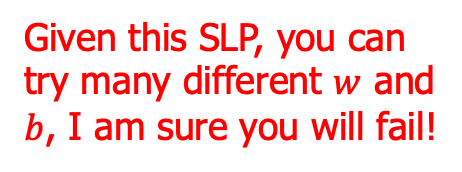 Given this SLP, you can
try many different w and
b, I am sure you will fail!